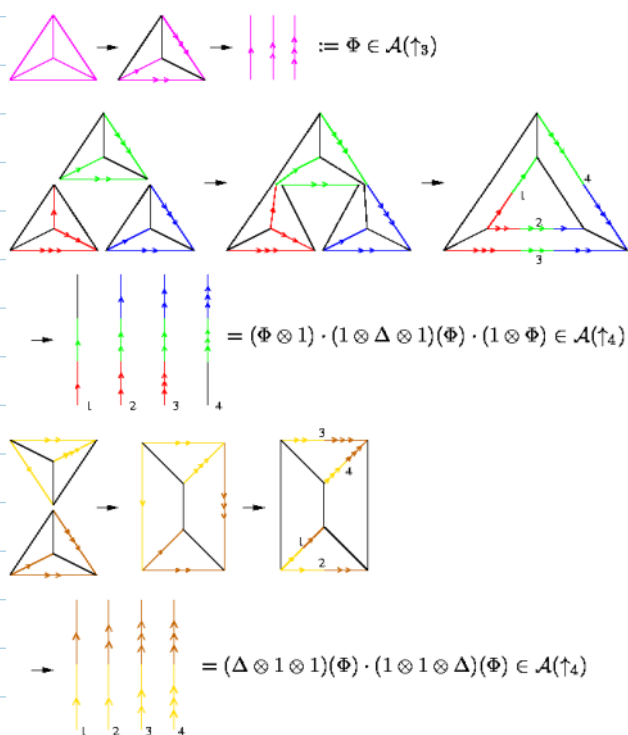 := Φ ∈ 𝒜(↑₃)
1
4
2
3
= (Φ ⊗ 1) · (1 ⊗ Δ ⊗ 1)(Φ) · (1 ⊗ Φ) ∈ 𝒜(↑₄)
1 2 3 4
3
4
1
2
= (Δ ⊗ 1 ⊗ 1)(Φ) · (1 ⊗ 1 ⊗ Δ)(Φ) ∈ 𝒜(↑₄)
1 2 3 4